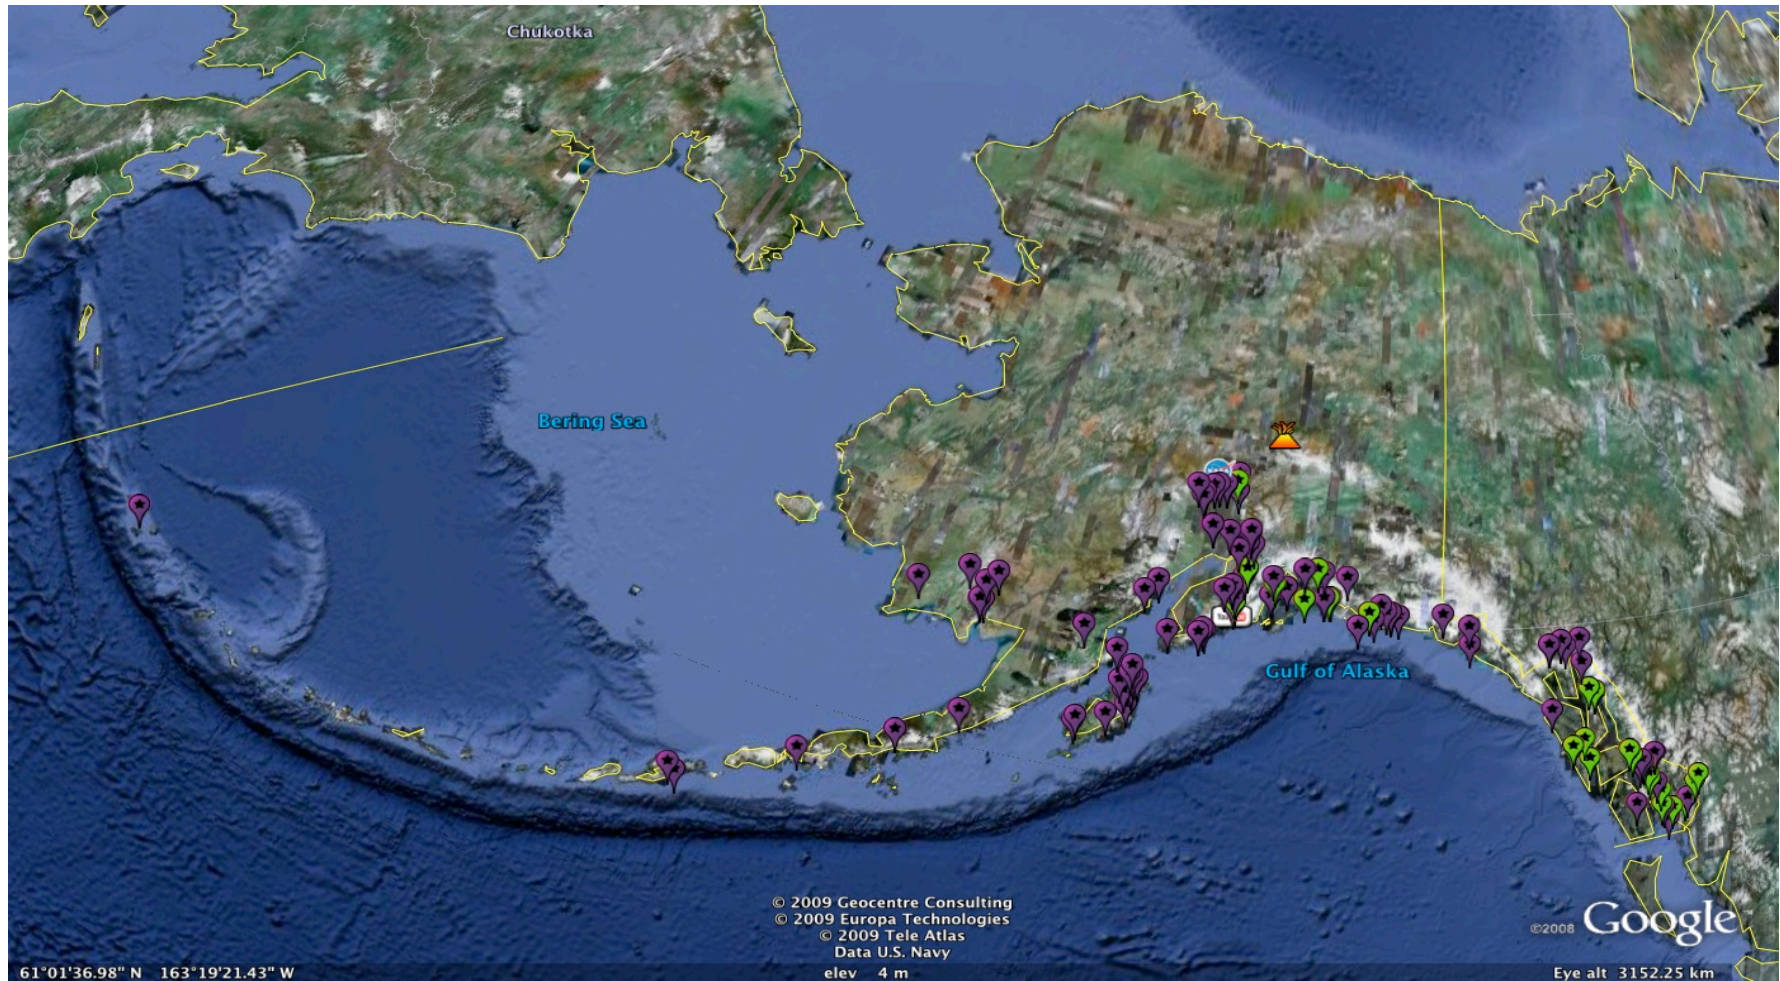 Chukotka
Bering Sea
Gulf of Alaska
© 2009 Geocentre Consulting
© 2009 Europa Technologies
© 2009 Tele Atlas
Data U.S. Navy
©2008 Google
61°01'36.98" N 163°19'21.43" W
elev 4 m
Eye alt 3152.25 km